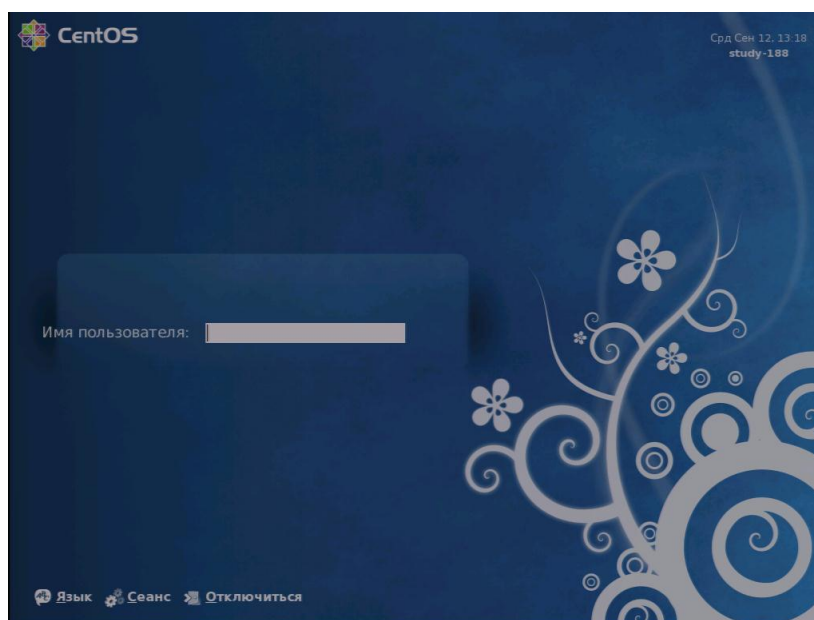 CentOS
Срд Сен 12, 13:18
study-188
Имя пользователя:
Язык Сеанс Отключиться